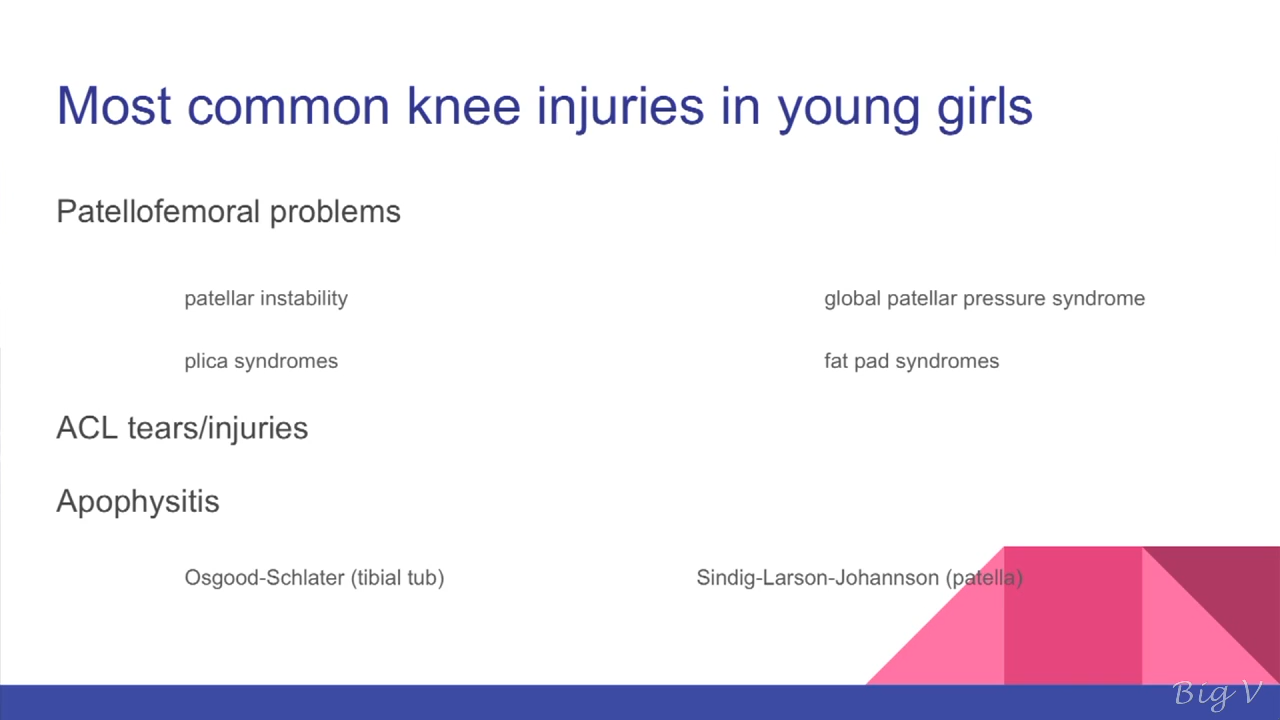 Most common knee injuries in young girls
Patellofemoral problems
patellar instability
global patellar pressure syndrome
plica syndromes
fat pad syndromes
ACL tears/injuries
Apophysitis
Osgood-Schlater (tibial tub)
Sindig-Larson-Johannson (patella)
Big V